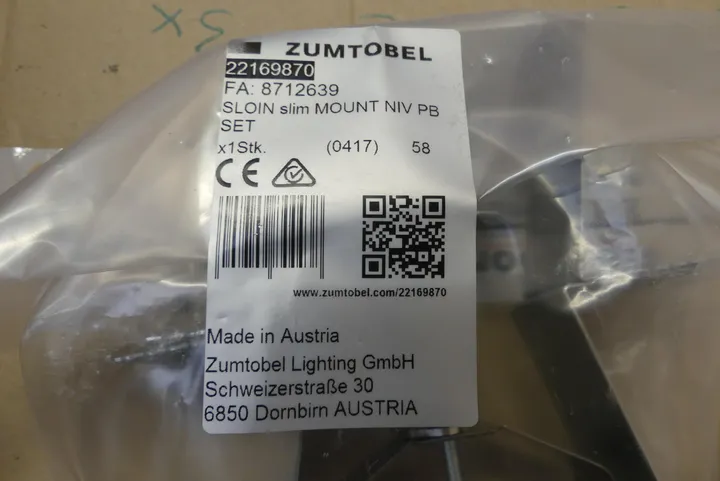 ZUMTOBEL
22169870
FA: 8712639
SLOIN slim MOUNT NIV PB
SET
x1Stk. (0417) 58
CE
www.zumtobel.com/22169870
Made in Austria
Zumtobel Lighting GmbH
Schweizerstraße 30
6850 Dornbirn AUSTRIA